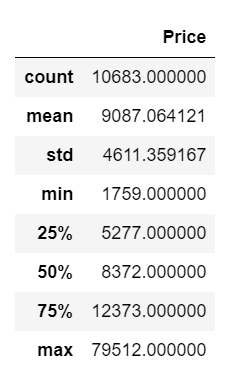 Price
count 10683.000000
mean 9087.064121
std 4611.359167
min 1759.000000
25% 5277.000000
50% 8372.000000
75% 12373.000000
max 79512.000000